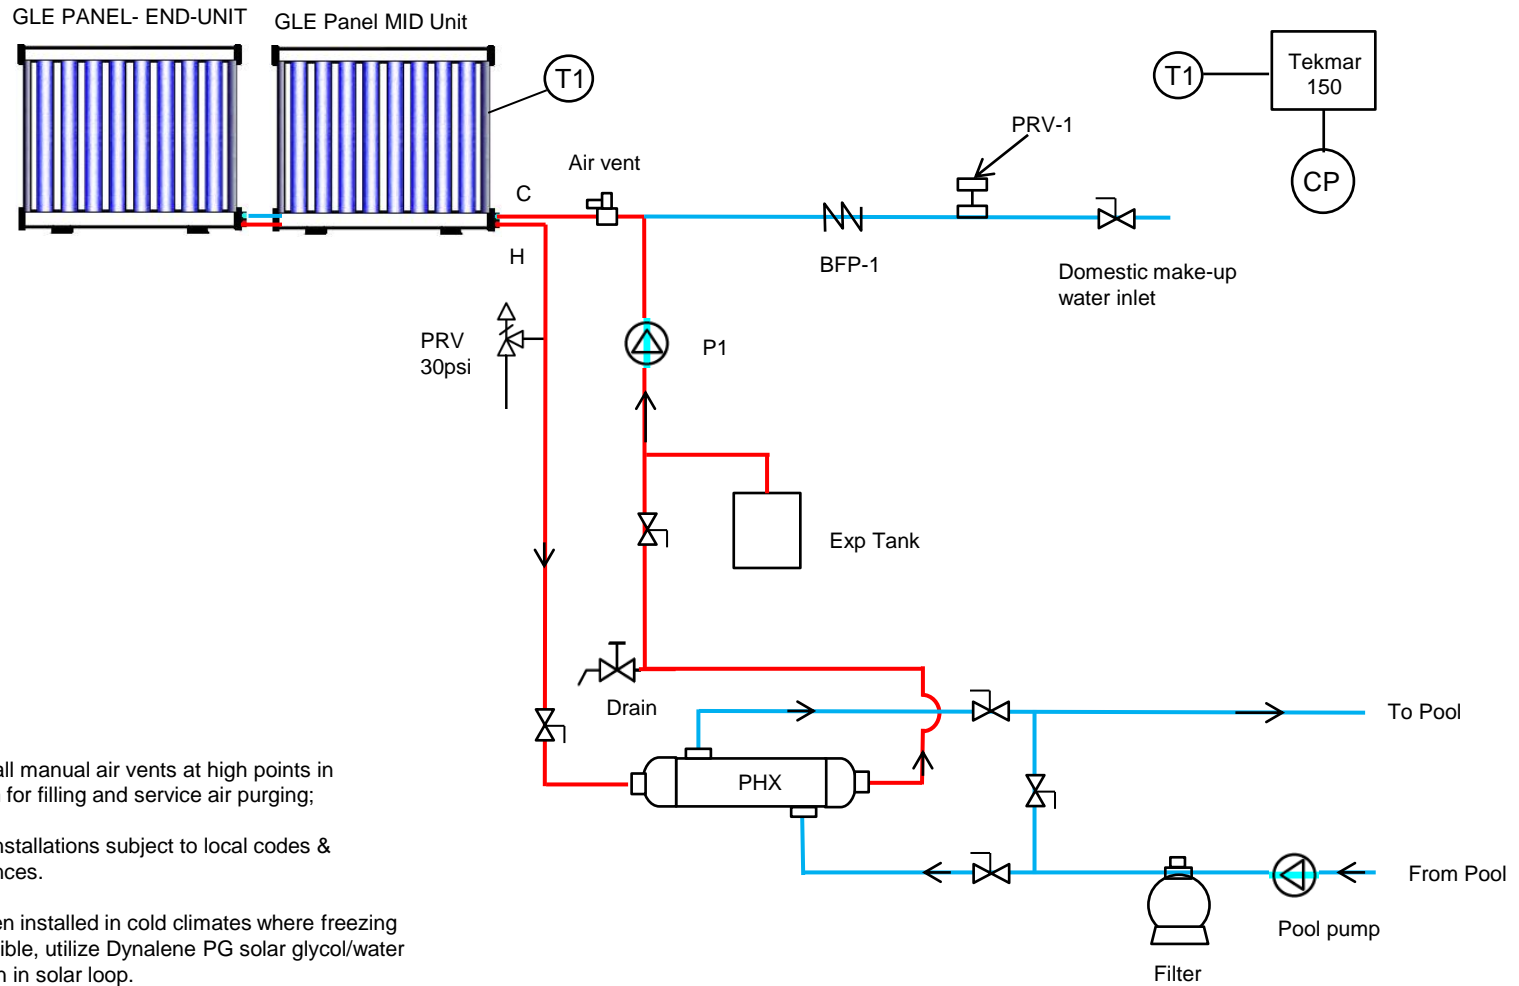 GLE PANEL- END-UNIT
GLE Panel MID Unit
T1
T1
Tekmar
150
CP
PRV-1
Air vent
C
H
BFP-1
Domestic make-up
water inlet
PRV
30psi
P1
Exp Tank
Drain
To Pool
PHX
all manual air vents at high points in
for filling and service air purging;
nstallations subject to local codes &
nces.
en installed in cold climates where freezing
ible, utilize Dynalene PG solar glycol/water
n in solar loop.
From Pool
Pool pump
Filter